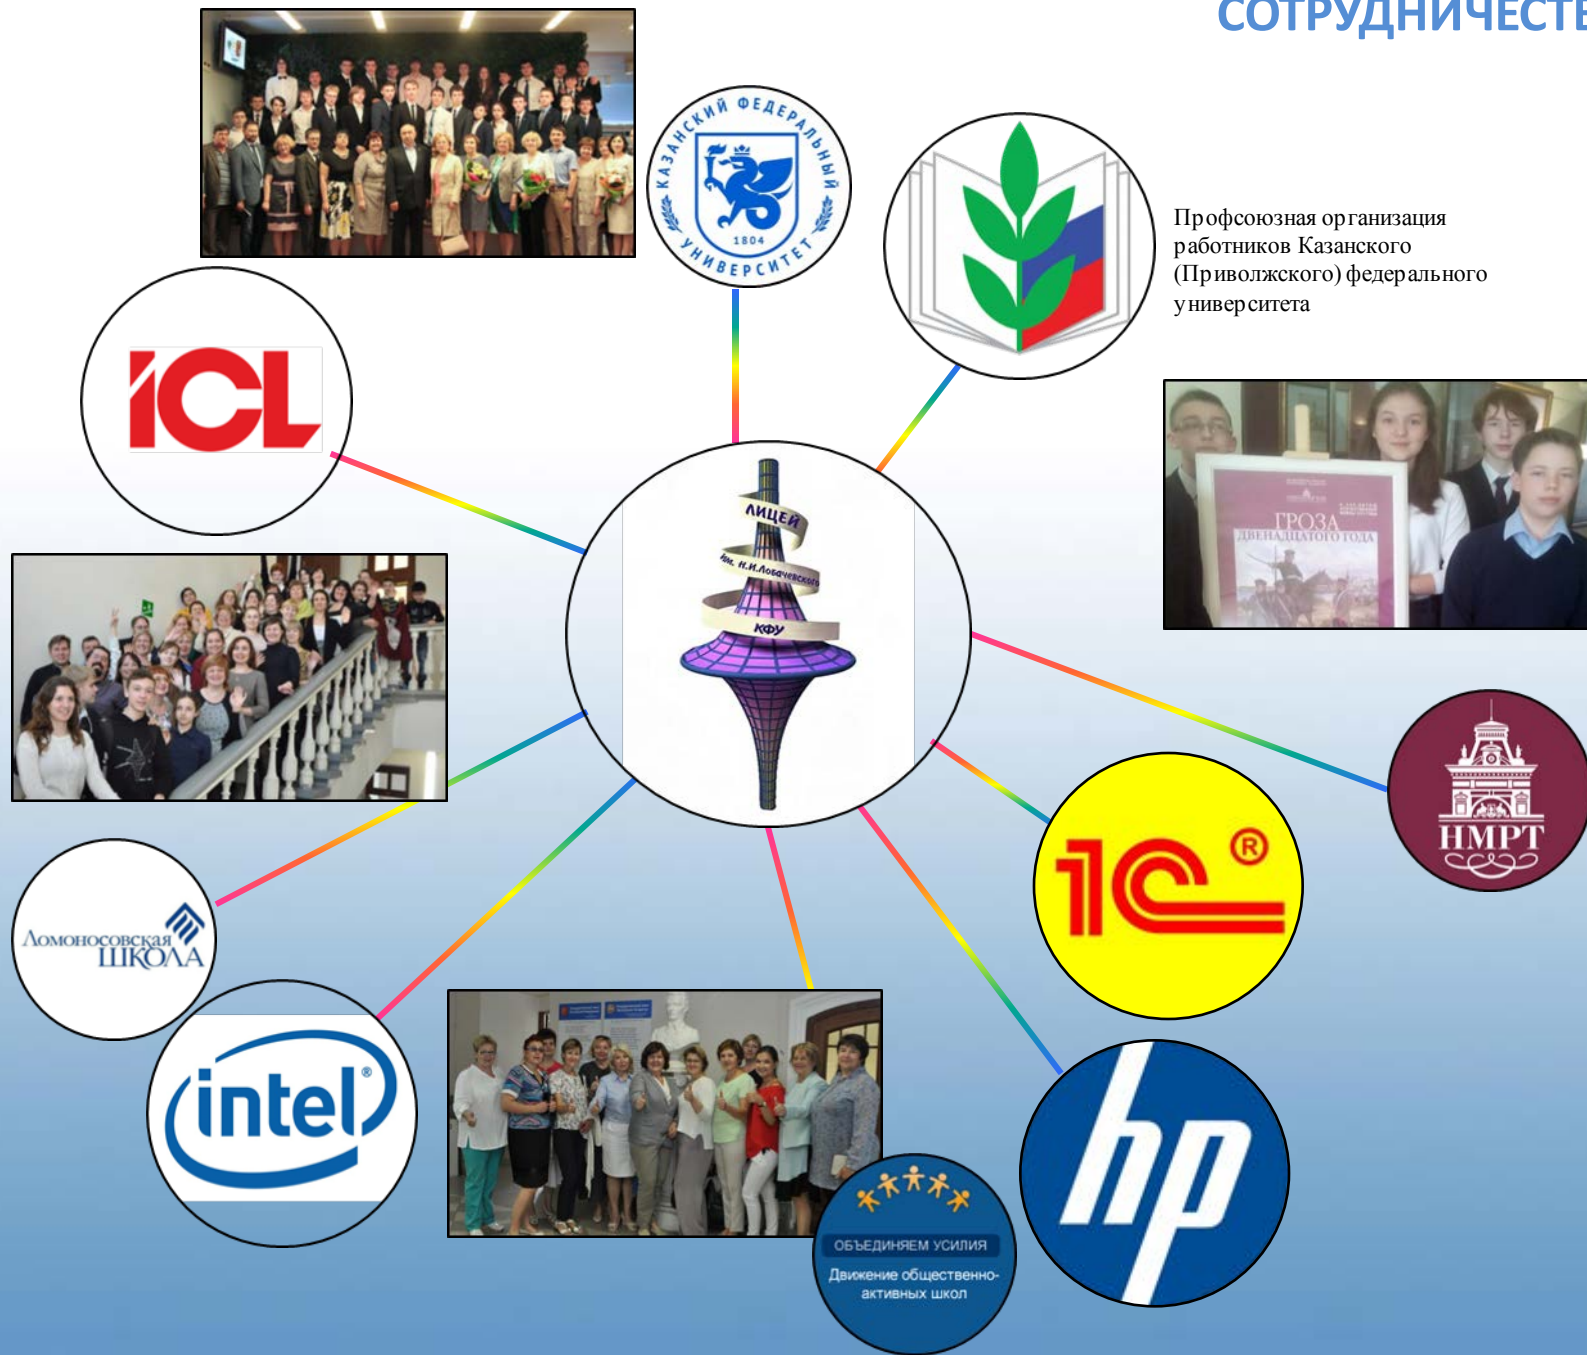 СОТРУДНИЧЕСТВ
КАЗАНСКИЙ ФЕДЕРАЛЬНЫЙ
УНИВЕРСИТЕТ
1804
Профсоюзная организация
работников Казанского
(Приволжского) федерального
университета
iCL
ЛИЦЕЙ
им. Н.И.Лобачевского
КФУ
ГРОЗА
ДВЕНАДЦАТОГО ГОДА
НМРТ
1С®
Ломоносовская
ШКОЛА
intel®
hp
ОБЪЕДИНЯЕМ УСИЛИЯ
Движение общественно-
активных школ